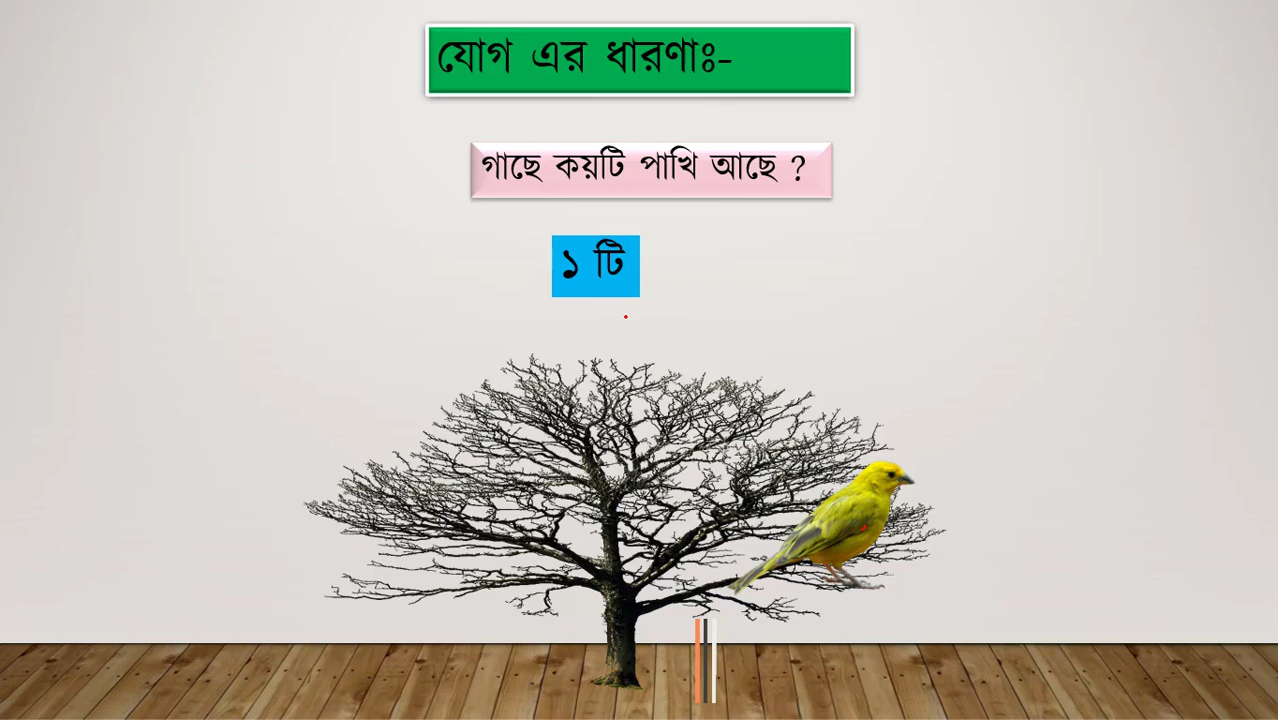 যোগ এর ধারণাঃ-
গাছে কয়টি পাখি আছে ?
১ টি